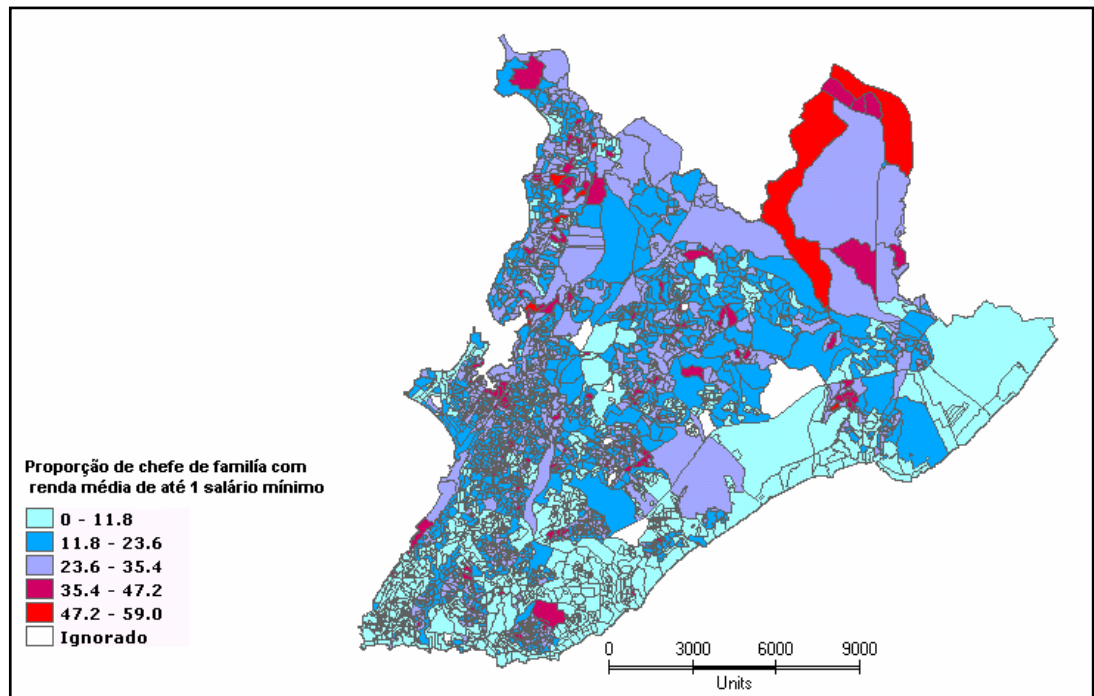 Proporção de chefe de familía com
renda média de até 1 salário mínimo
0 - 11.8
11.8 - 23.6
23.6 - 35.4
35.4 - 47.2
47.2 - 59.0
Ignorado
0 3000 6000 9000
Units